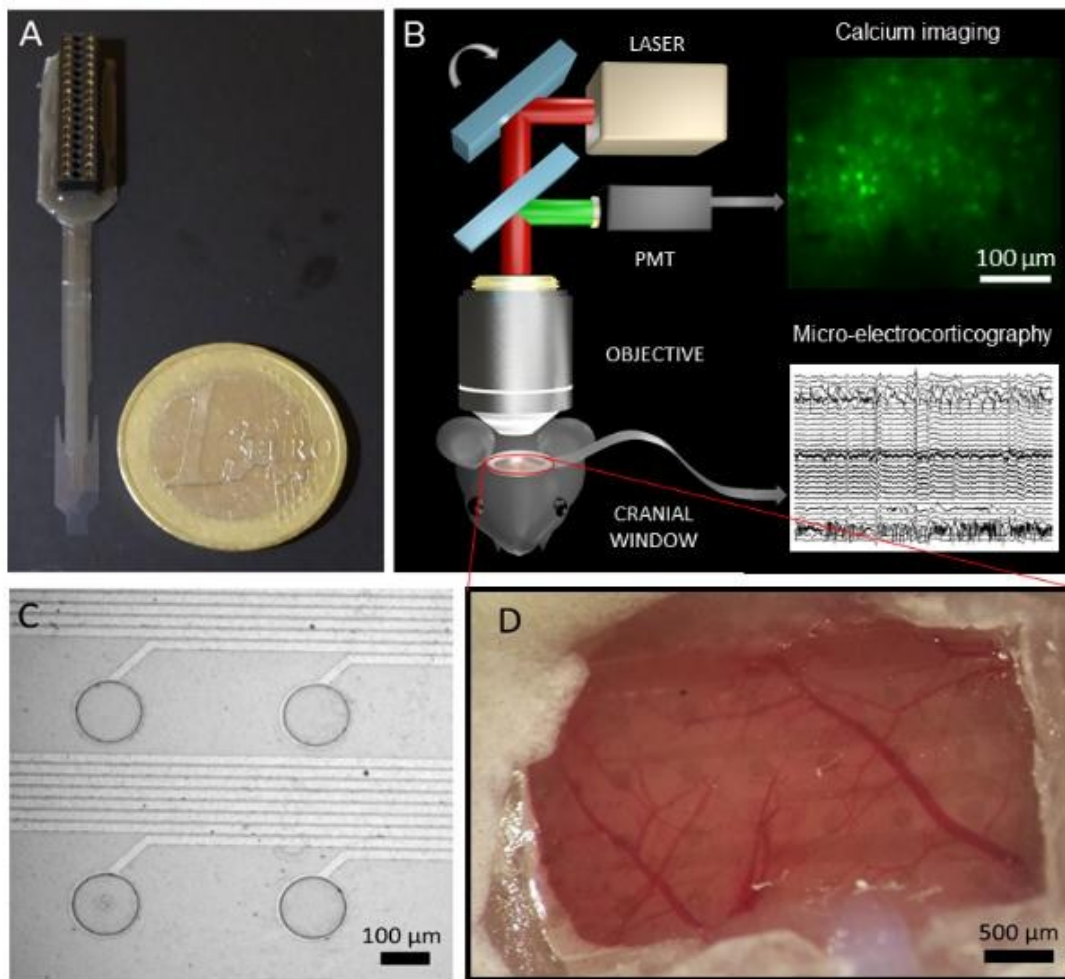 A
B
LASER
Calcium imaging
PMT
100 µm
OBJECTIVE
Micro-electrocorticography
CRANIAL
WINDOW
1
EURO
C
100 µm
D
500 µm